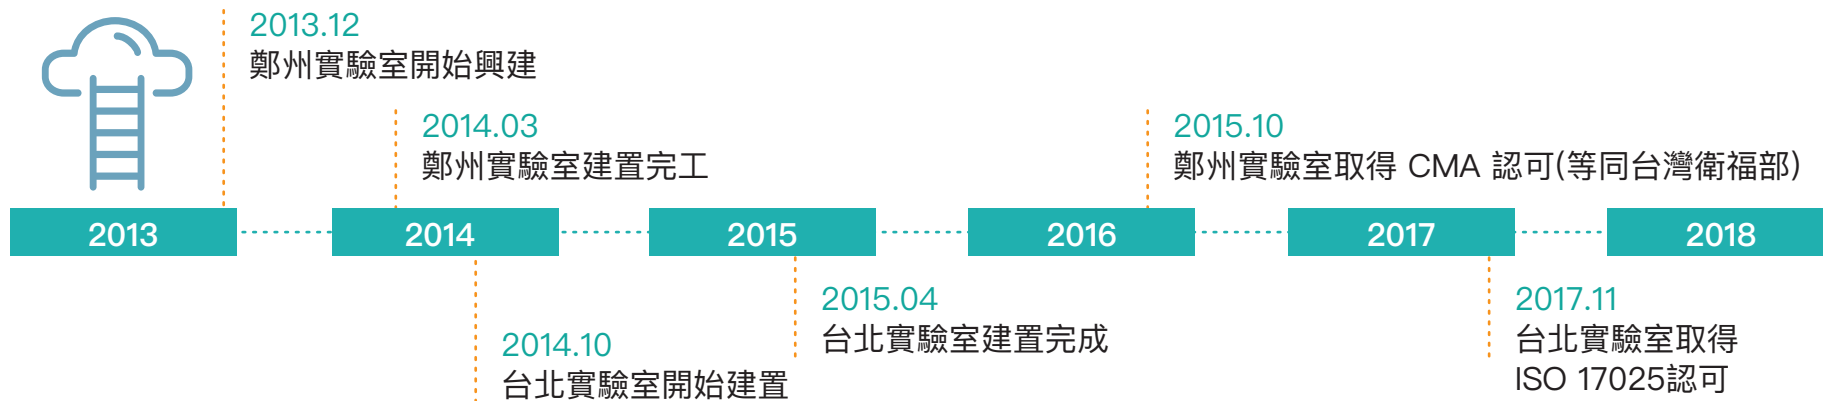 2013.12
鄭州實驗室開始興建
2014.03
鄭州實驗室建置完工
2015.10
鄭州實驗室取得 CMA 認可(等同台灣衛福部)
2013
2014
2015
2016
2017
2018
2014.10
台北實驗室開始建置
2015.04
台北實驗室建置完成
2017.11
台北實驗室取得
ISO 17025認可